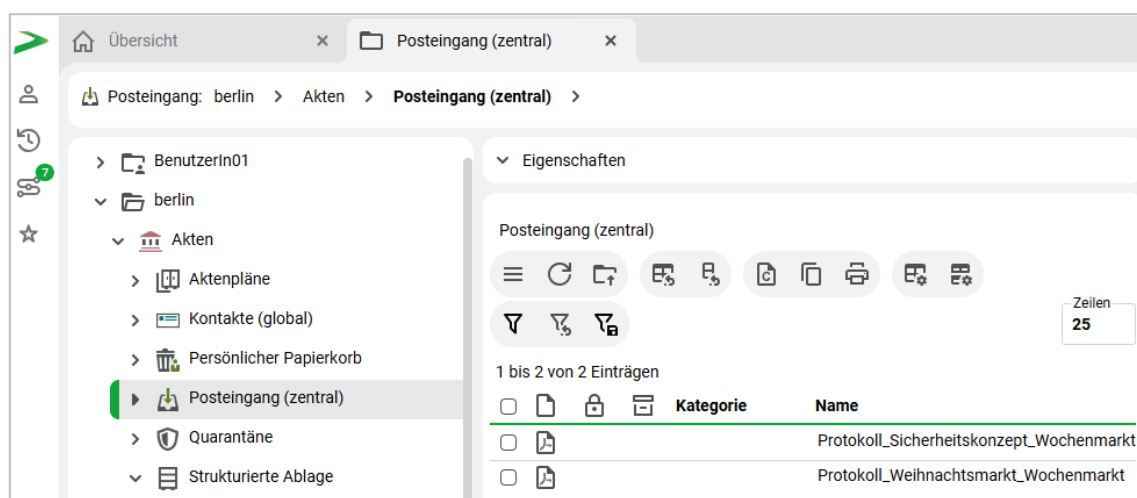 Übersicht
Posteingang (zentral)
Posteingang: berlin > Akten > Posteingang (zentral) >
7
BenutzerIn01
berlin
Akten
Aktenpläne
Kontakte (global)
Persönlicher Papierkorb
Posteingang (zentral)
Quarantäne
Strukturierte Ablage
Eigenschaften
Posteingang (zentral)
Zeilen
25
1 bis 2 von 2 Einträgen
Kategorie Name
Protokoll_Sicherheitskonzept_Wochenmarkt
Protokoll_Weihnachtsmarkt_Wochenmarkt